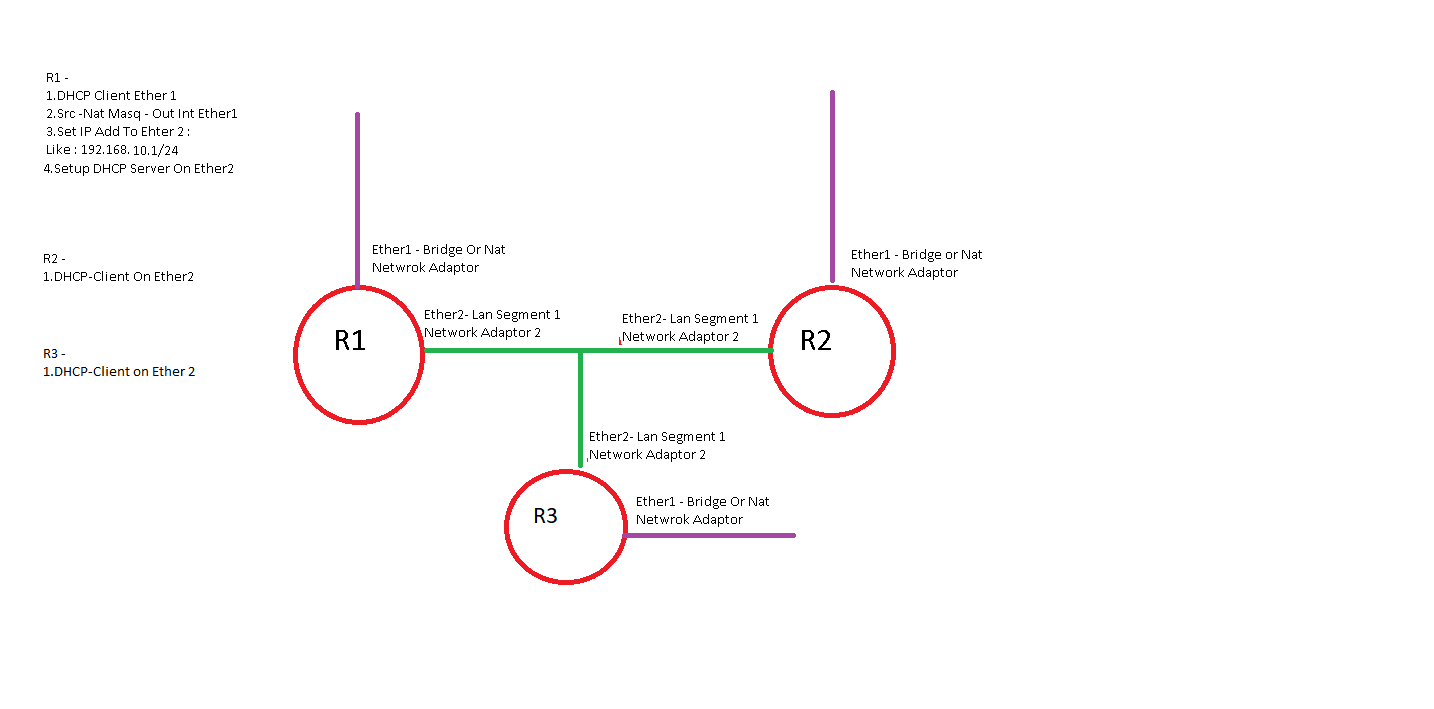 R1 -
1.DHCP Client Ether 1
2.Src -Nat Masq - Out Int Ether1
3.Set IP Add To Ehter 2 :
Like : 192.168. 10.1/24
4.Setup DHCP Server On Ether2
R2 -
1.DHCP-Client On Ether2
R3 -
1.DHCP-Client on Ether 2
Ether1 - Bridge Or Nat
Netwrok Adaptor
Ether1 - Bridge or Nat
Network Adaptor
R1
Ether2- Lan Segment 1
Network Adaptor 2
Ether2- Lan Segment 1
Network Adaptor 2
R2
Ether2- Lan Segment 1
Network Adaptor 2
R3
Ether1 - Bridge Or Nat
Netwrok Adaptor